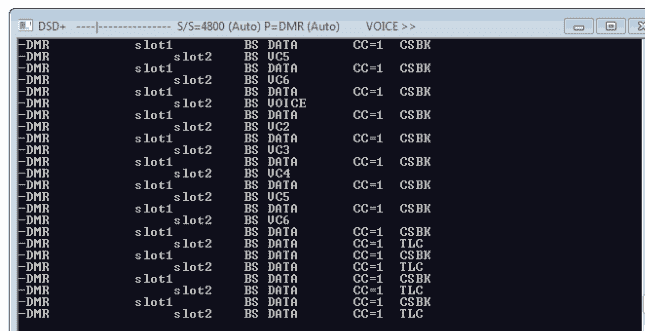 DSD+ ----|---------------- S/S=4800 (Auto) P=DMR (Auto) VOICE >>
-DMR slot1 BS DATA CC=1 CSBK
-DMR slot2 BS VC5
-DMR slot1 BS DATA CC=1 CSBK
-DMR slot2 BS VC6
-DMR slot1 BS DATA CC=1 CSBK
-DMR slot2 BS VOICE
-DMR slot1 BS DATA CC=1 CSBK
-DMR slot2 BS VC2
-DMR slot1 BS DATA CC=1 CSBK
-DMR slot2 BS VC3
-DMR slot1 BS DATA CC=1 CSBK
-DMR slot2 BS VC4
-DMR slot1 BS DATA CC=1 CSBK
-DMR slot2 BS VC5
-DMR slot1 BS DATA CC=1 CSBK
-DMR slot2 BS VC6
-DMR slot1 BS DATA CC=1 CSBK
-DMR slot2 BS DATA CC=1 TLC
-DMR slot1 BS DATA CC=1 CSBK
-DMR slot2 BS DATA CC=1 TLC
-DMR slot1 BS DATA CC=1 CSBK
-DMR slot2 BS DATA CC=1 TLC
-DMR slot1 BS DATA CC=1 CSBK
-DMR slot2 BS DATA CC=1 TLC